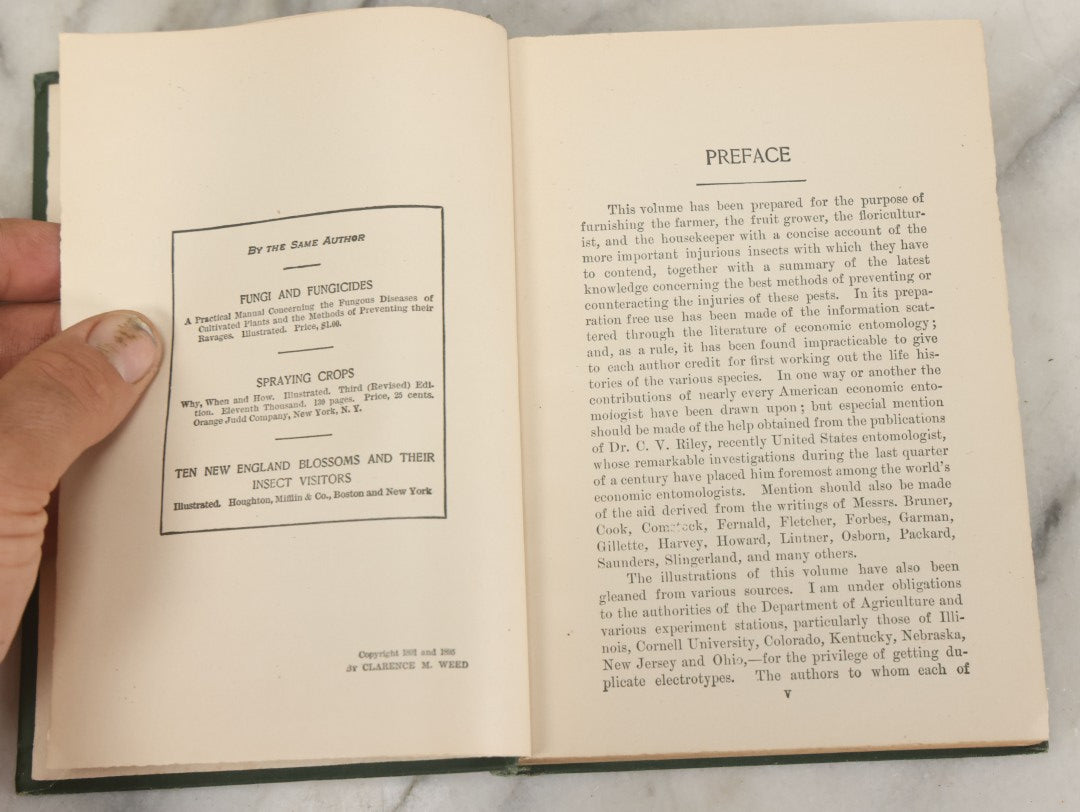 BY THE SAME AUTHOR
FUNGI AND FUNGICIDES
A Practical Manual Concerning the Fungous Diseases of
Cultivated Plants and the Methods of Preventing their
Ravages. Illustrated. Price, $1.00.
SPRAYING CROPS
Why, When and How. Illustrated. Third (Revised) Edi-
tion. Eleventh Thousand. 130 pages. Price, 25 cents.
Orange Judd Company, New York, N. Y.
TEN NEW ENGLAND BLOSSOMS AND THEIR
INSECT VISITORS
Illustrated. Houghton, Mifflin & Co., Boston and New York
Copyright 1891 and 1895
BY CLARENCE M. WEED
PREFACE
This volume has been prepared for the purpose of
furnishing the farmer, the fruit grower, the floricultur-
ist, and the housekeeper with a concise account of the
more important injurious insects with which they have
to contend, together with a summary of the latest
knowledge concerning the best methods of preventing or
counteracting the injuries of these pests. In its prepa-
ration free use has been made of the information scat-
tered through the literature of economic entomology;
and, as a rule, it has been found impracticable to give
to each author credit for first working out the life his-
tories of the various species. In one way or another the
contributions of nearly every American economic ento-
mologist have been drawn upon; but especial mention
should be made of the help obtained from the publications
of Dr. C. V. Riley, recently United States entomologist,
whose remarkable investigations during the last quarter
of a century have placed him foremost among the world's
economic entomologists. Mention should also be made
of the aid derived from the writings of Messrs. Bruner,
Cook, Comstock, Fernald, Fletcher, Forbes, Garman,
Gillette, Harvey, Howard, Lintner, Osborn, Packard,
Saunders, Slingerland, and many others.
The illustrations of this volume have also been
gleaned from various sources. I am under obligations
to the authorities of the Department of Agriculture and
various experiment stations, particularly those of Illi-
nois, Cornell University, Colorado, Kentucky, Nebraska,
New Jersey and Ohio,—for the privilege of getting du-
plicate electrotypes. The authors to whom each of
V